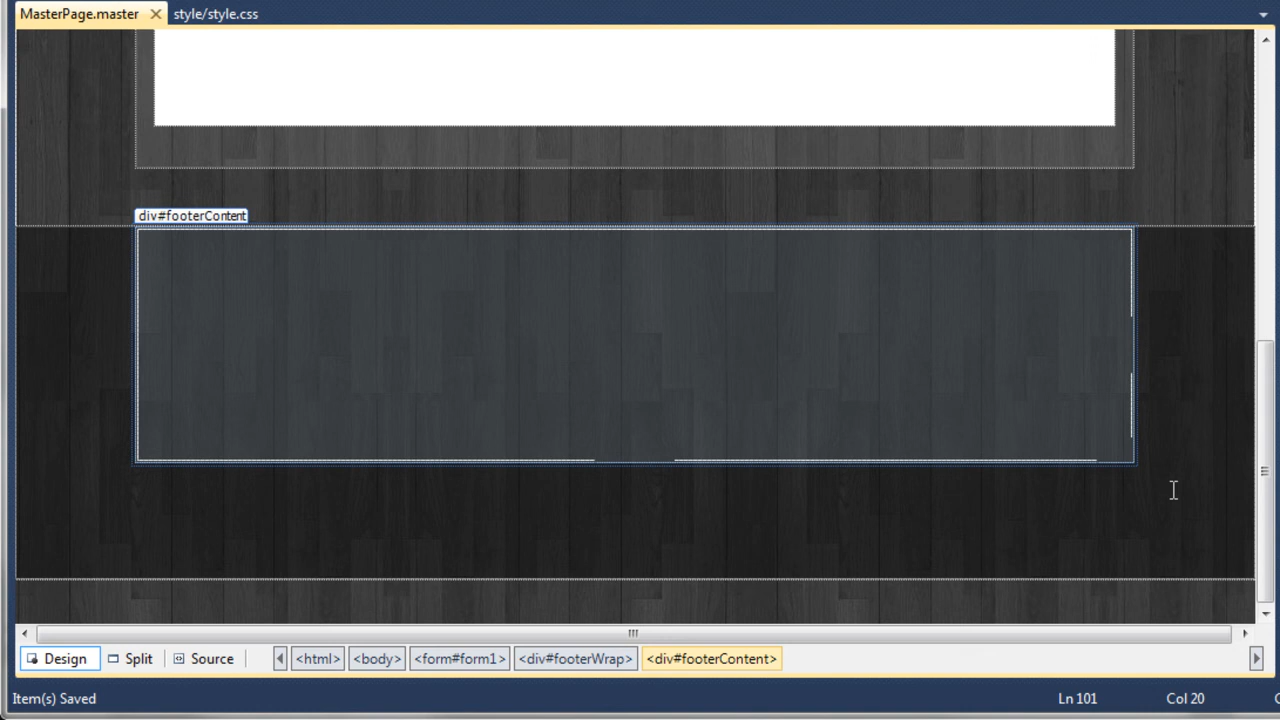 MasterPage.master style/style.css
div#footerContent
Design Split Source <html> <body> <form#form1> <div#footerWrap> <div#footerContent>
Item(s) Saved Ln 101 Col 20